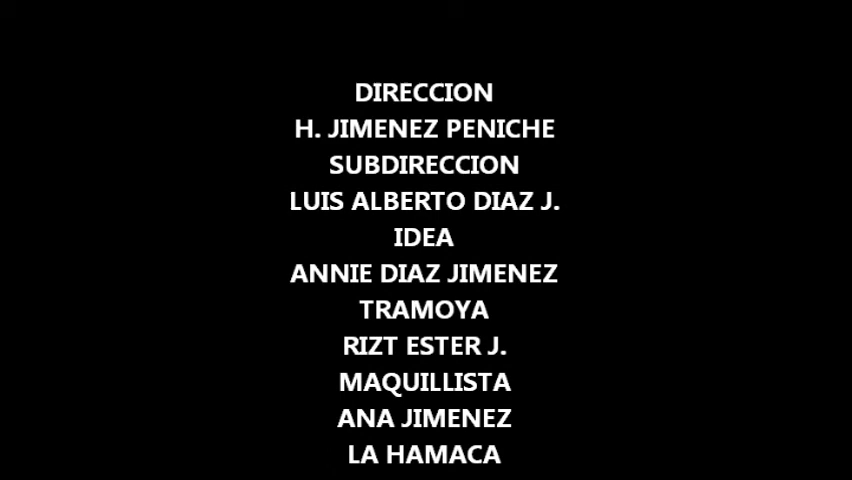 DIRECCION
H. JIMENEZ PENICHE
SUBDIRECCION
LUIS ALBERTO DIAZ J.
IDEA
ANNIE DIAZ JIMENEZ
TRAMOYA
RIZT ESTER J.
MAQUILLISTA
ANA JIMENEZ
LA HAMACA